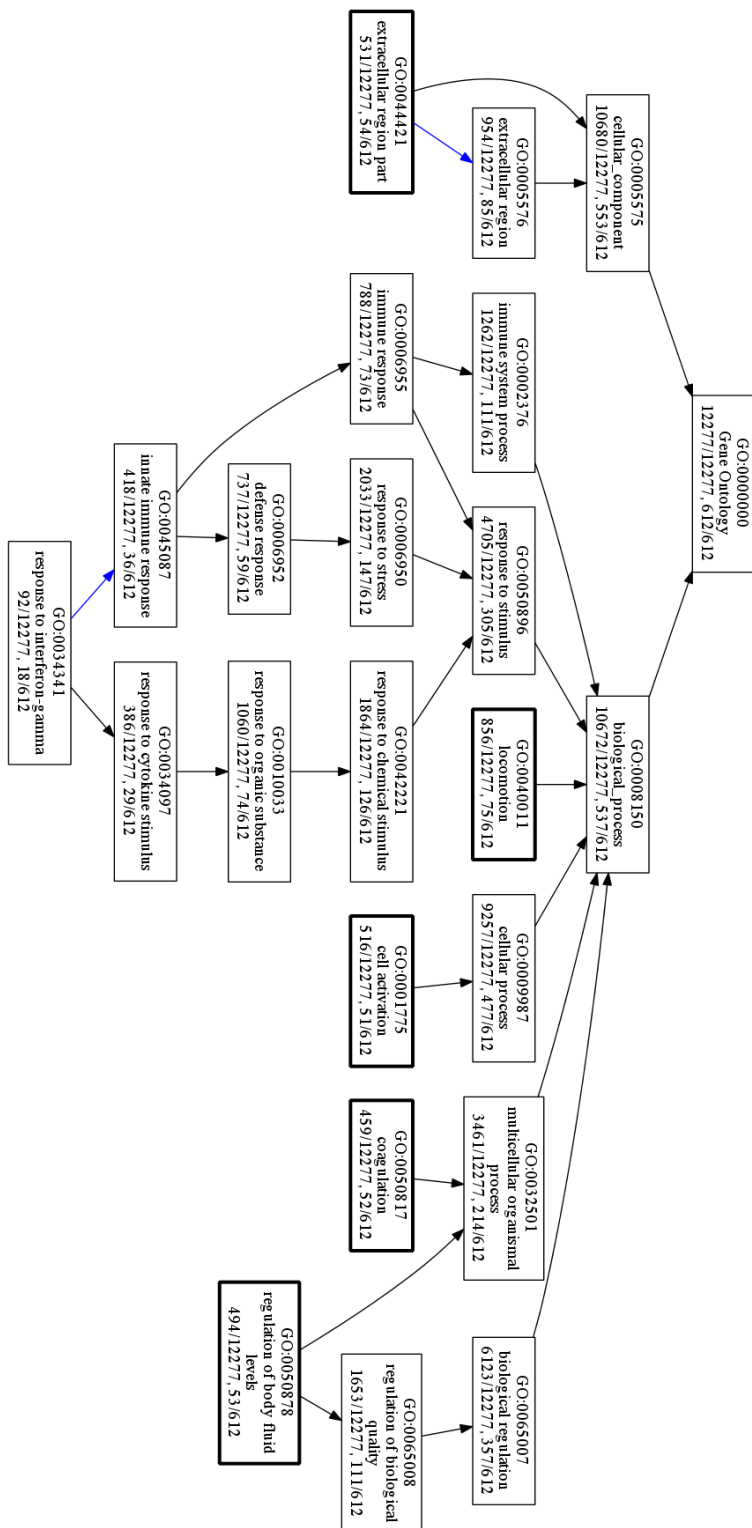 GO:0000000
Gene Ontology
12277/12277, 612/612
GO:0005575
cellular_component
10680/12277, 553/612
GO:0008150
biological_process
10672/12277, 537/612
GO:0005576
extracellular region
954/12277, 85/612
GO:0002376
immune system process
1262/12277, 111/612
GO:0050896
response to stimulus
4705/12277, 305/612
GO:0040011
locomotion
856/12277, 75/612
GO:0009987
cellular process
9257/12277, 477/612
GO:0032501
multicellular organismal
process
3461/12277, 214/612
GO:0065007
biological regulation
6123/12277, 357/612
GO:0044421
extracellular region part
531/12277, 54/612
GO:0006955
immune response
788/12277, 73/612
GO:0006950
response to stress
2033/12277, 147/612
GO:0042221
response to chemical stimulus
1864/12277, 126/612
GO:0001775
cell activation
516/12277, 51/612
GO:0050817
coagulation
459/12277, 52/612
GO:0065008
regulation of biological
quality
1653/12277, 111/612
GO:0006952
defense response
737/12277, 59/612
GO:0010033
response to organic substance
1060/12277, 74/612
GO:0050878
regulation of body fluid
levels
494/12277, 53/612
GO:0045087
innate immune response
418/12277, 36/612
GO:0034097
response to cytokine stimulus
386/12277, 29/612
GO:0034341
response to interferon-gamma
92/12277, 18/612